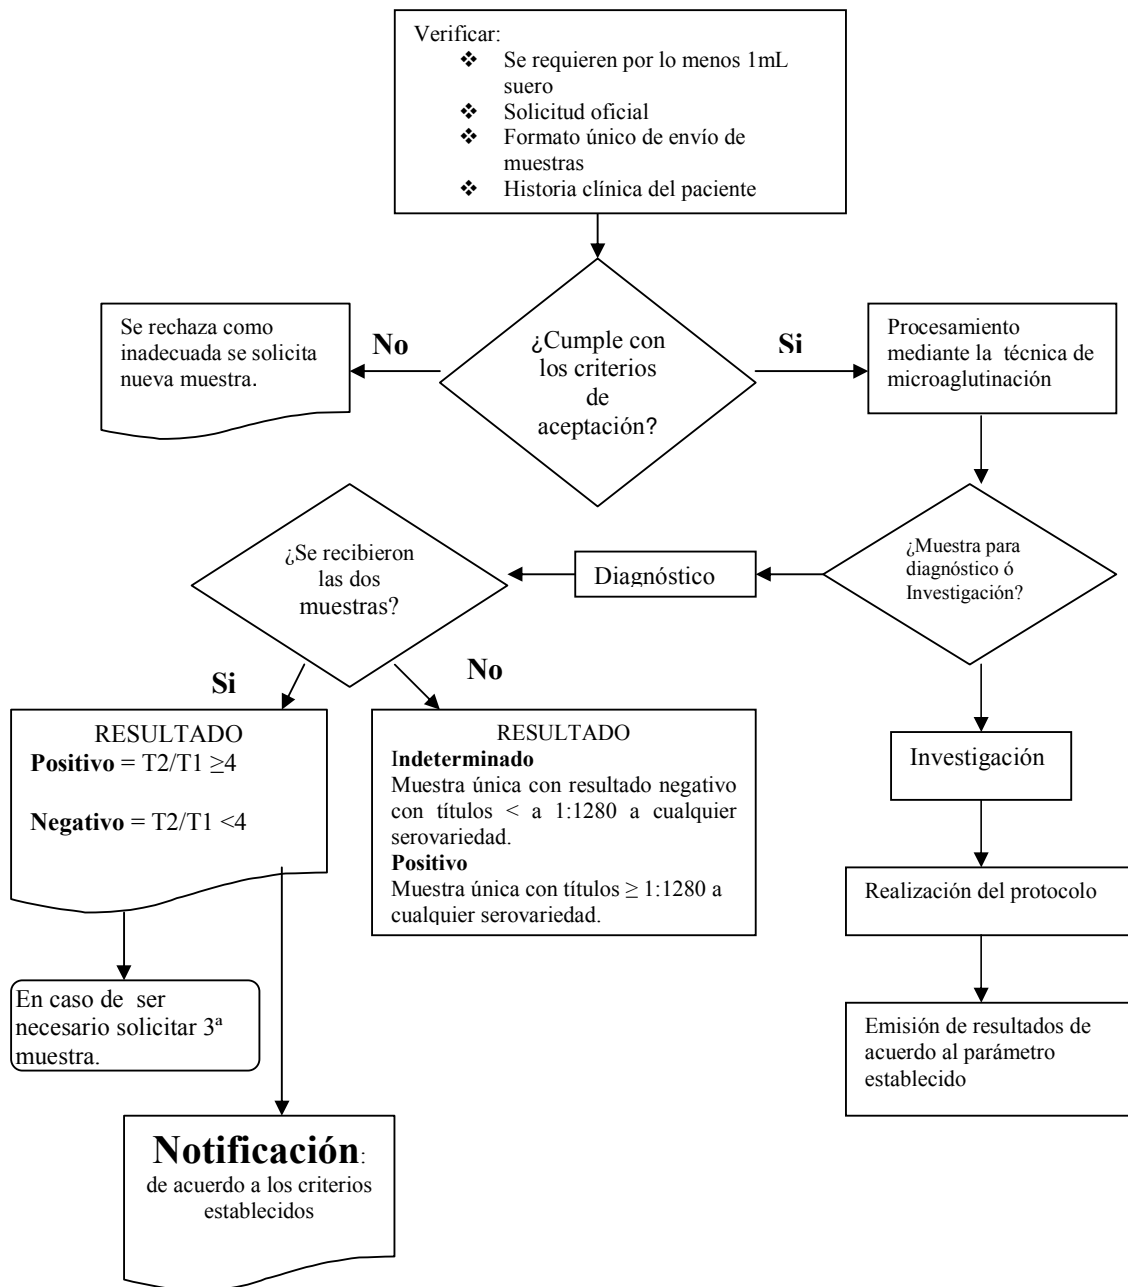 Verificar:
❖ Se requieren por lo menos 1mL
suero
❖ Solicitud oficial
❖ Formato único de envío de
muestras
❖ Historia clínica del paciente
Se rechaza como
inadecuada se solicita
nueva muestra.
No
¿Cumple con
los criterios
de
aceptación?
Si
Procesamiento
mediante la técnica de
microaglutinación
¿Se recibieron
las dos
muestras?
Diagnóstico
¿Muestra para
diagnóstico ó
Investigación?
Si
No
RESULTADO
Positivo = T2/T1 ≥4
Negativo = T2/T1 <4
RESULTADO
Indeterminado
Muestra única con resultado negativo
con títulos < a 1:1280 a cualquier
serovariedad.
Positivo
Muestra única con títulos ≥ 1:1280 a
cualquier serovariedad.
Investigación
Realización del protocolo
En caso de ser
necesario solicitar 3ª
muestra.
Emisión de resultados de
acuerdo al parámetro
establecido
Notificación:
de acuerdo a los criterios
establecidos